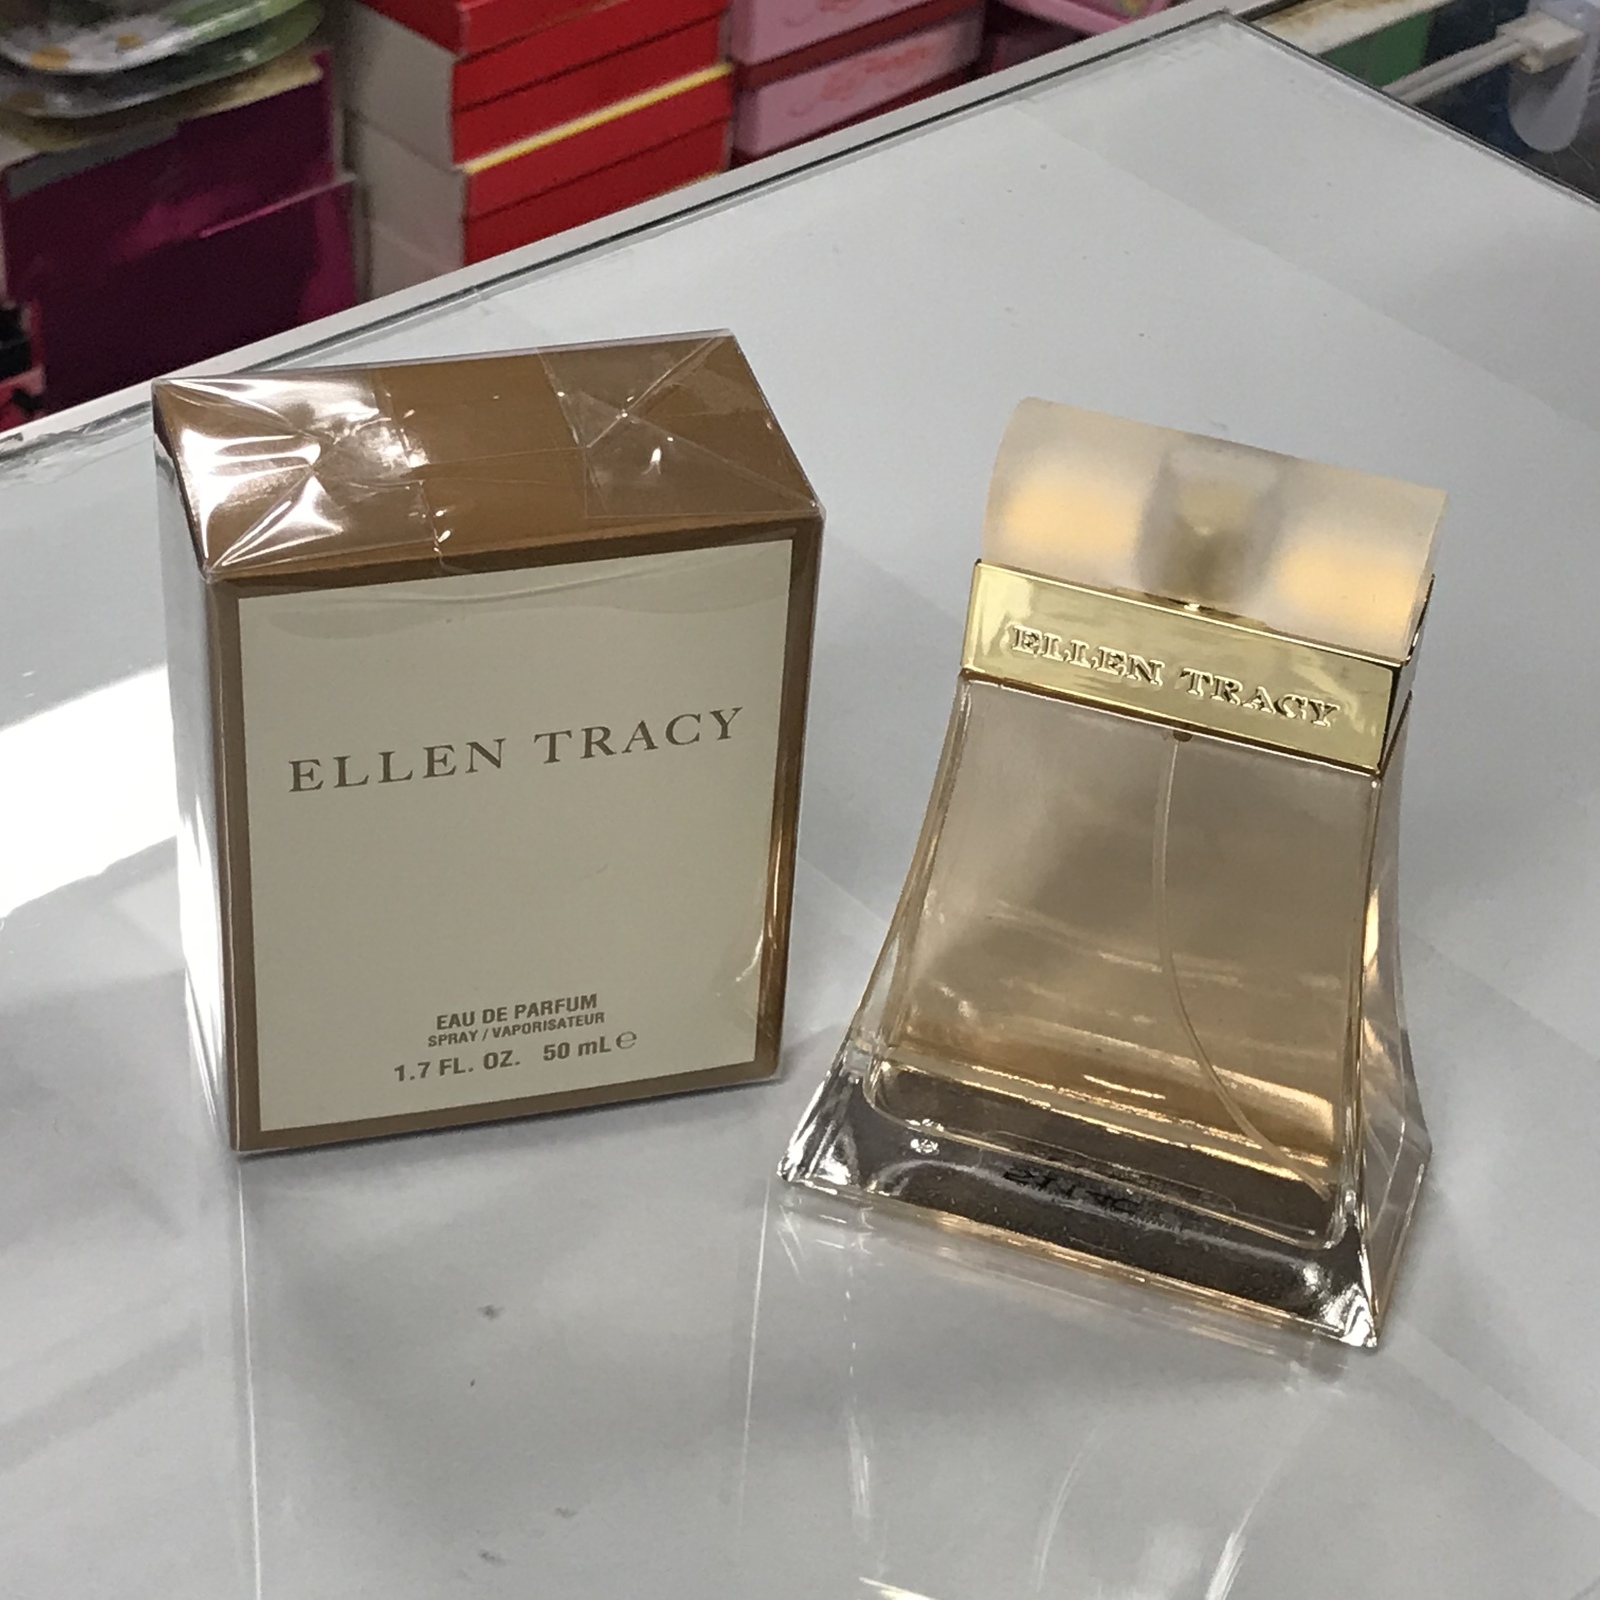 ELLEN TRACY
EAU DE PARFUM
SPRAY / VAPORISATEUR
1.7 FL. OZ. 50 mL ℮
ELLEN TRACY